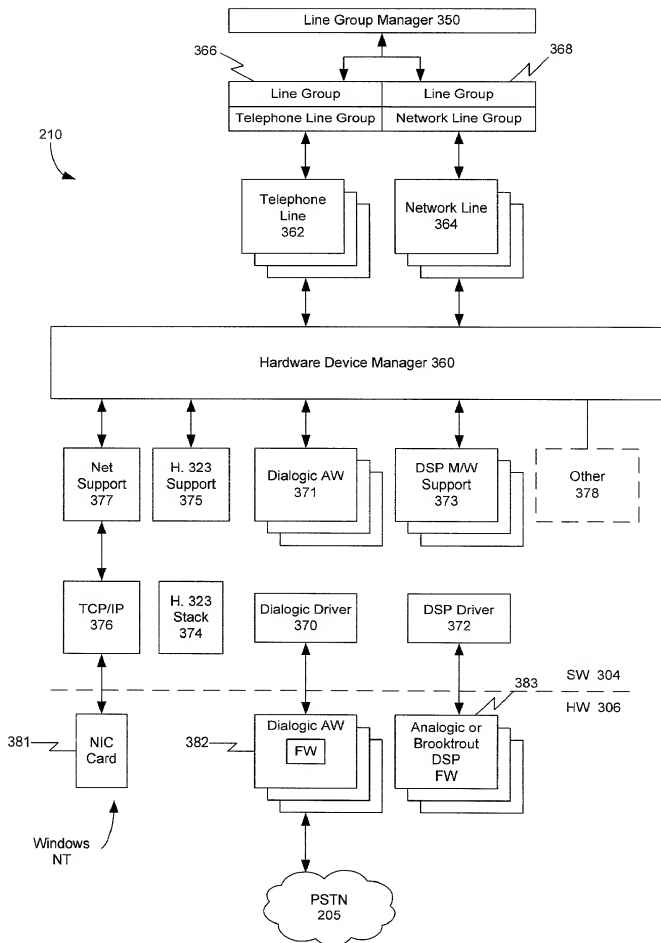 Line Group Manager 350
366
368
Line Group
Line Group
Telephone Line Group
Network Line Group
210
Telephone
Line
362
Network Line
364
Hardware Device Manager 360
Net
Support
377
H. 323
Support
375
Dialogic AW
371
DSP M/W
Support
373
Other
378
TCP/IP
376
H. 323
Stack
374
Dialogic Driver
370
DSP Driver
372
SW 304
HW 306
383
381
NIC
Card
382
Dialogic AW
FW
Analogic or
Brooktrout
DSP
FW
Windows
NT
PSTN
205